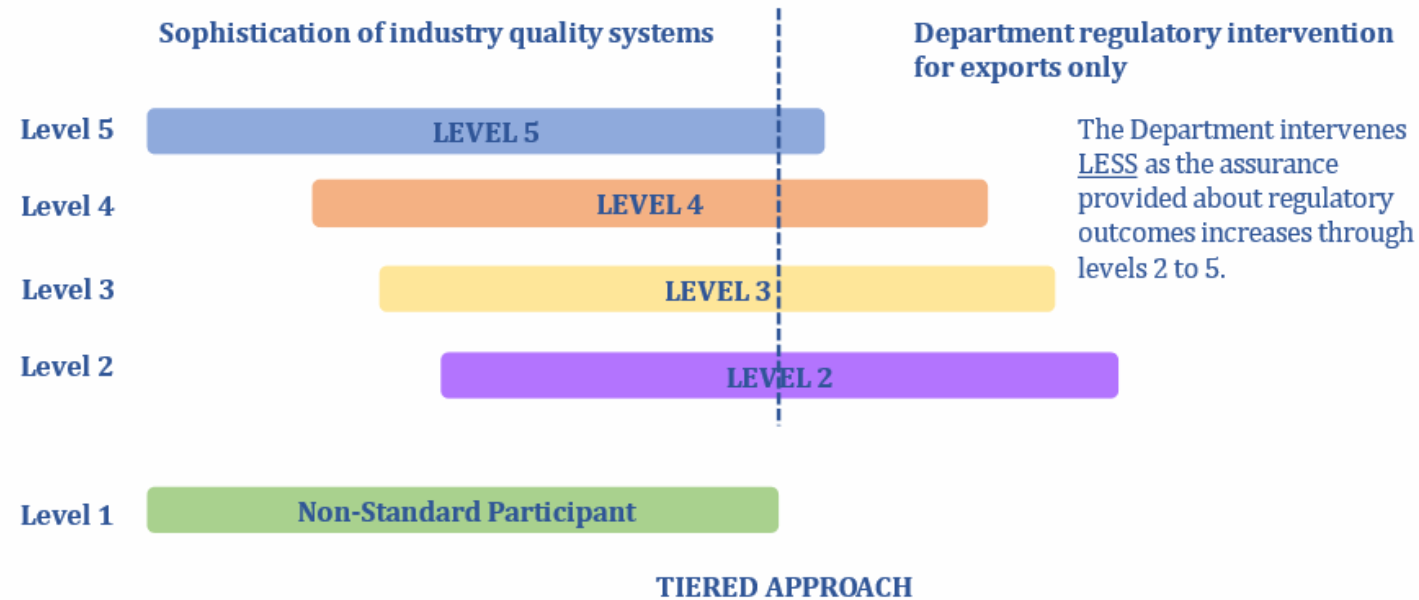 Sophistication of industry quality systems
Department regulatory intervention
for exports only
Level 5
LEVEL 5
The Department intervenes
LESS as the assurance
provided about regulatory
outcomes increases through
levels 2 to 5.
Level 4
LEVEL 4
Level 3
LEVEL 3
Level 2
LEVEL 2
Level 1
Non-Standard Participant
TIERED APPROACH